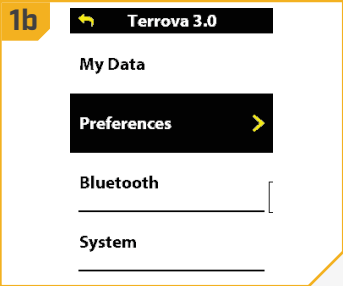 1b
Terrova 3.0
My Data
Preferences
Bluetooth
System